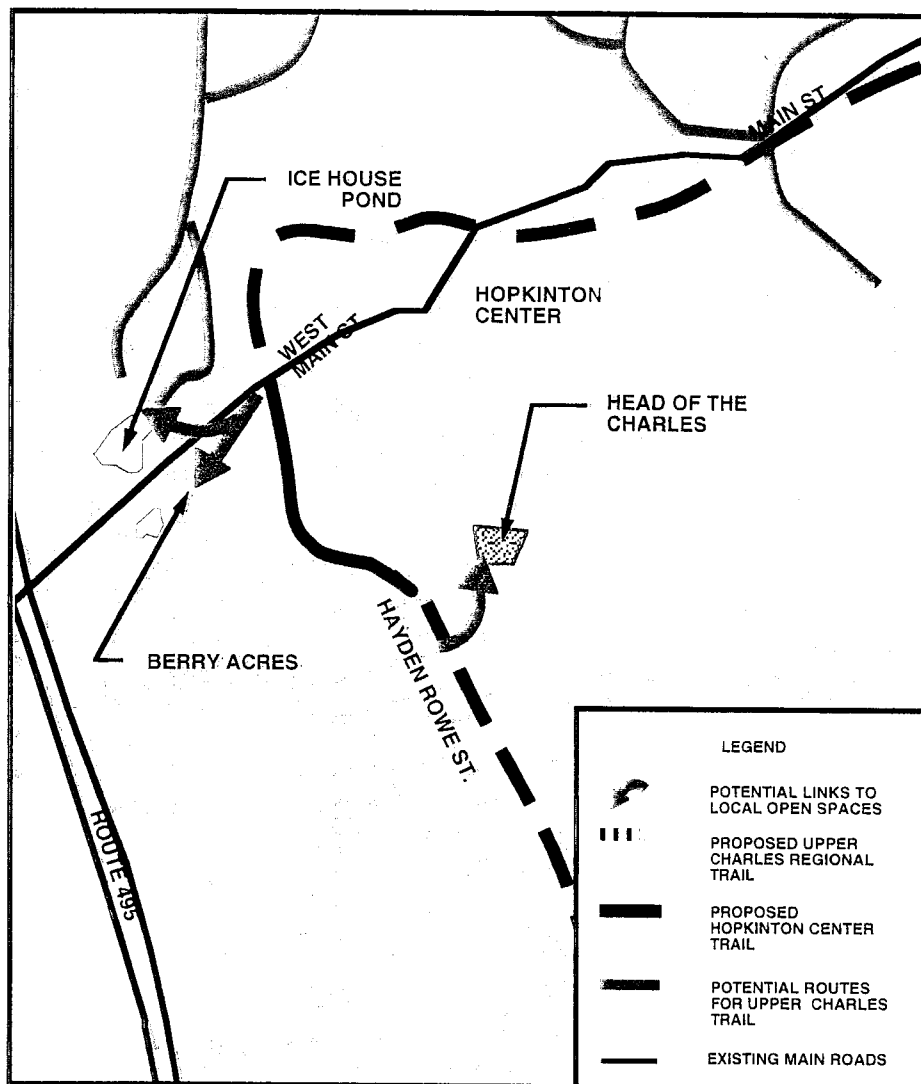 MAIN ST.
ICE HOUSE
POND
HOPKINTON
CENTER
WEST
MAIN ST
HEAD OF THE
CHARLES
HAYDEN ROWE ST.
BERRY ACRES
ROUTE 495
LEGEND
POTENTIAL LINKS TO
LOCAL OPEN SPACES
PROPOSED UPPER
CHARLES REGIONAL
TRAIL
PROPOSED
HOPKINTON CENTER
TRAIL
POTENTIAL ROUTES
FOR UPPER CHARLES
TRAIL
EXISTING MAIN ROADS